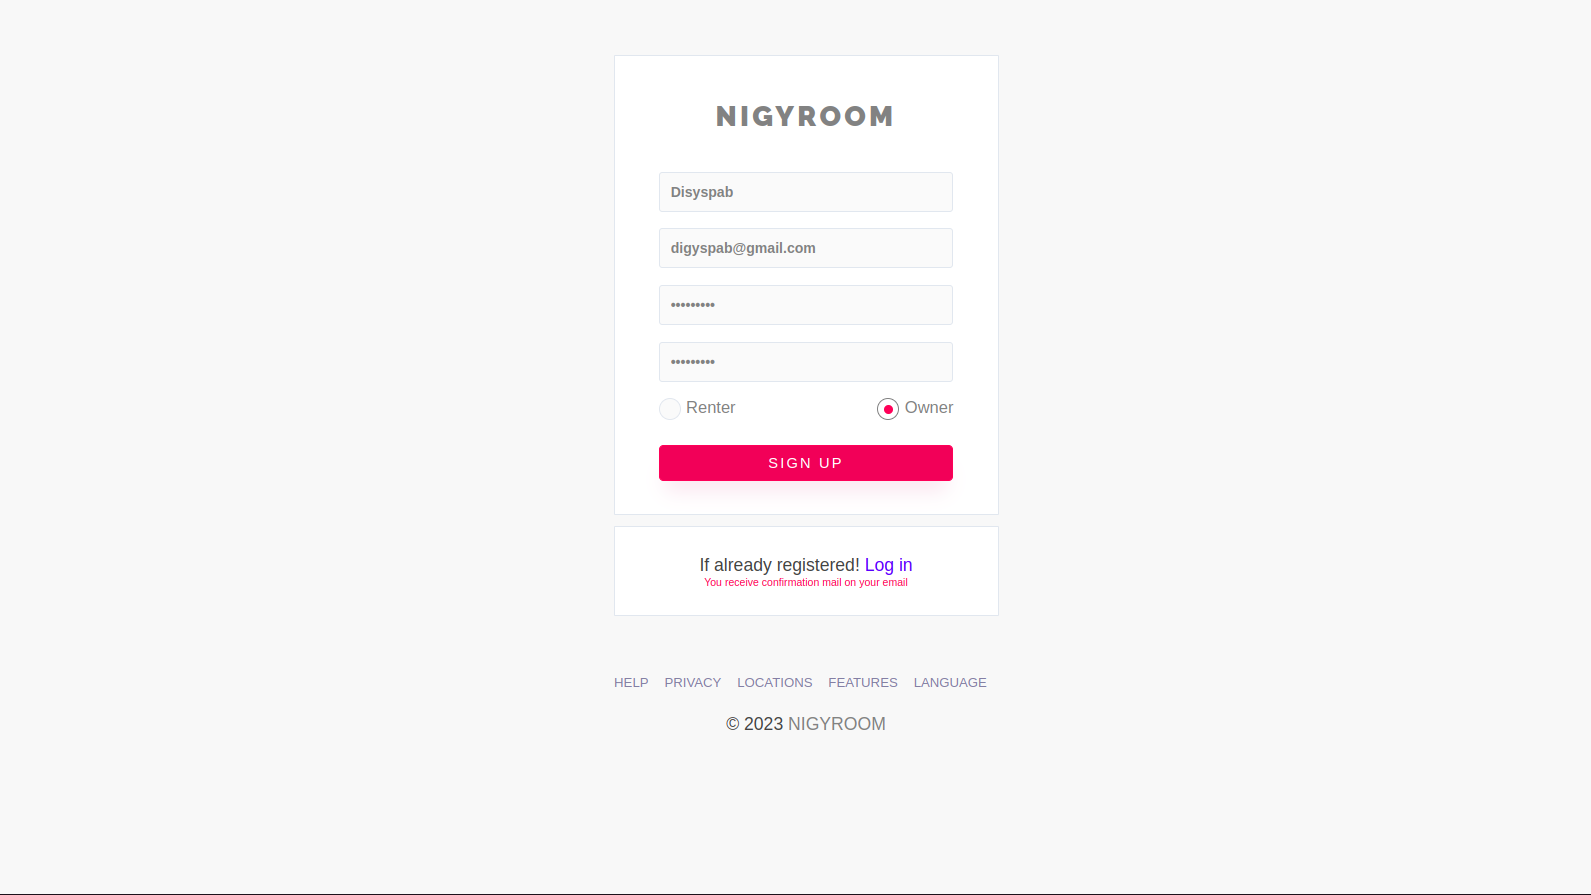 NIGYROOM
Disyspab
digyspab@gmail.com
•••••••••
•••••••••
Renter Owner
SIGN UP
If already registered! Log in
You receive confirmation mail on your email
HELP PRIVACY LOCATIONS FEATURES LANGUAGE
© 2023 NIGYROOM